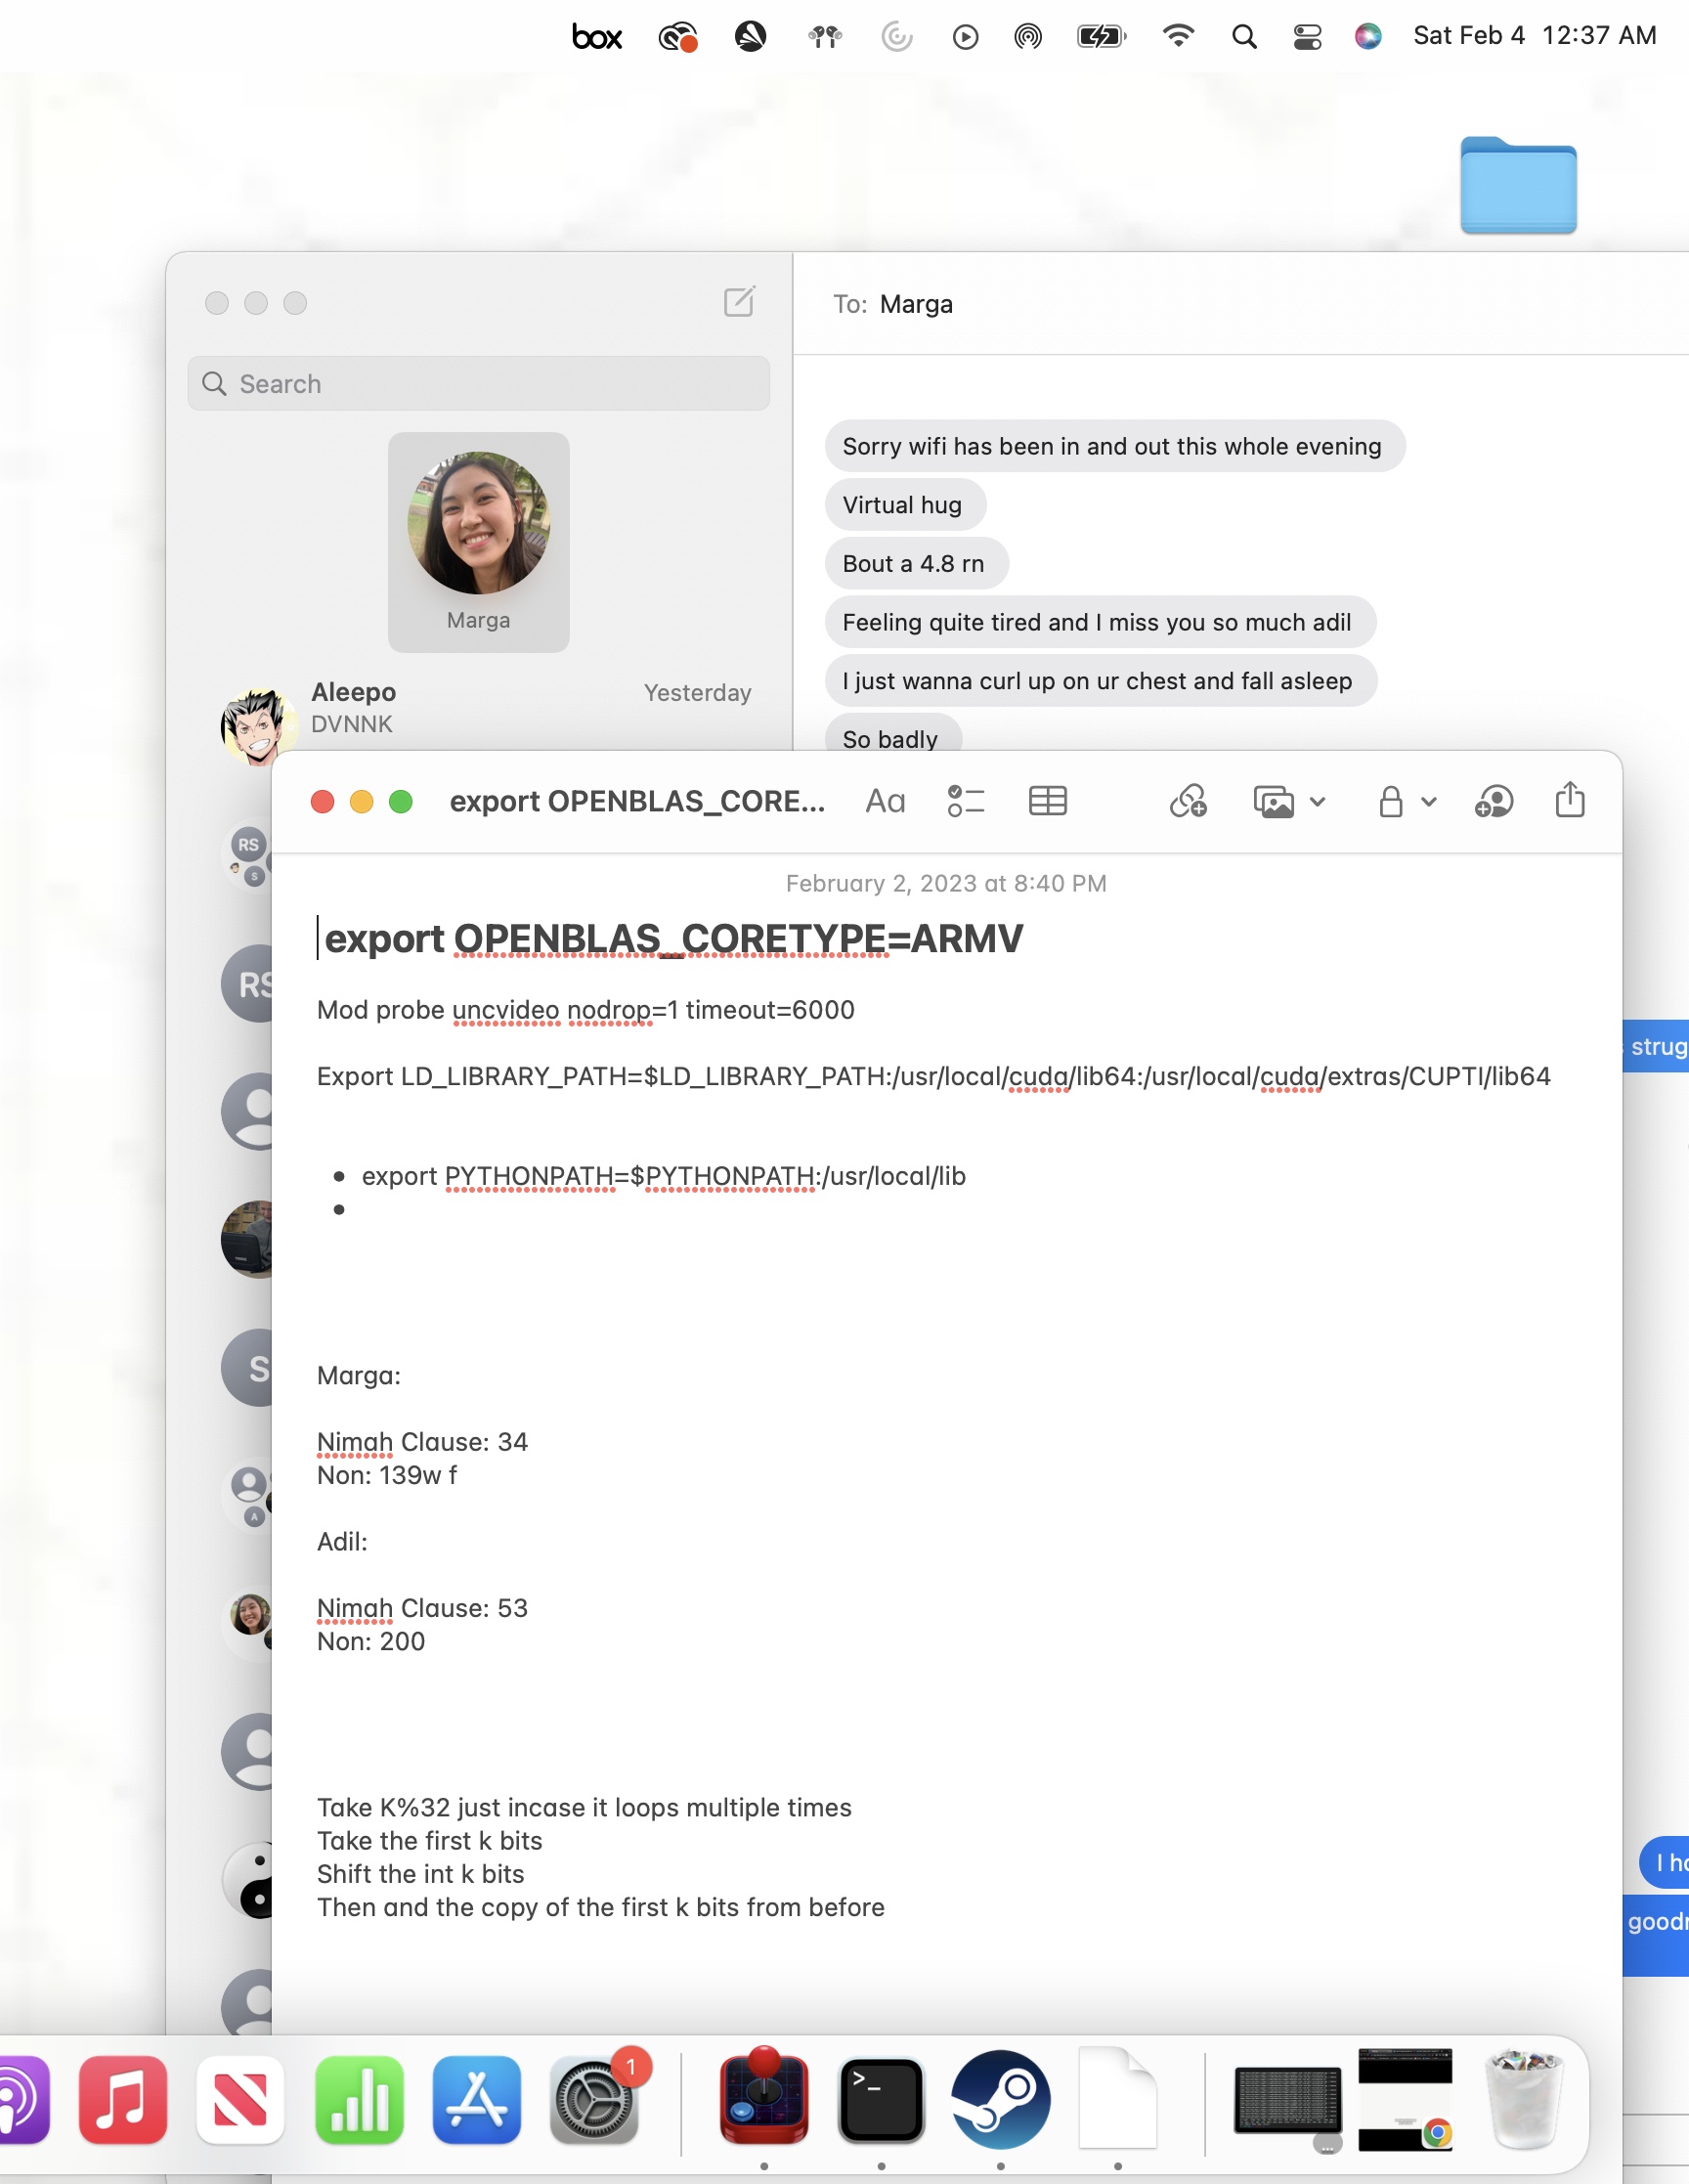 box
Sat Feb 4 12:37 AM
Search
To: Marga
Marga
Aleepo
Yesterday
DVNNK
Sorry wifi has been in and out this whole evening
Virtual hug
Bout a 4.8 rn
Feeling quite tired and I miss you so much adil
I just wanna curl up on ur chest and fall asleep
So badly
RS
S
RS
S
A
export OPENBLAS_CORE...
Aa
February 2, 2023 at 8:40 PM
export OPENBLAS_CORETYPE=ARMV
Mod probe uncvideo nodrop=1 timeout=6000
Export LD_LIBRARY_PATH=$LD_LIBRARY_PATH:/usr/local/cuda/lib64:/usr/local/cuda/extras/CUPTI/lib64
• export PYTHONPATH=$PYTHONPATH:/usr/local/lib
•
Marga:
Nimah Clause: 34
Non: 139w f
Adil:
Nimah Clause: 53
Non: 200
Take K%32 just incase it loops multiple times
Take the first k bits
Shift the int k bits
Then and the copy of the first k bits from before
strug
I
1
>_